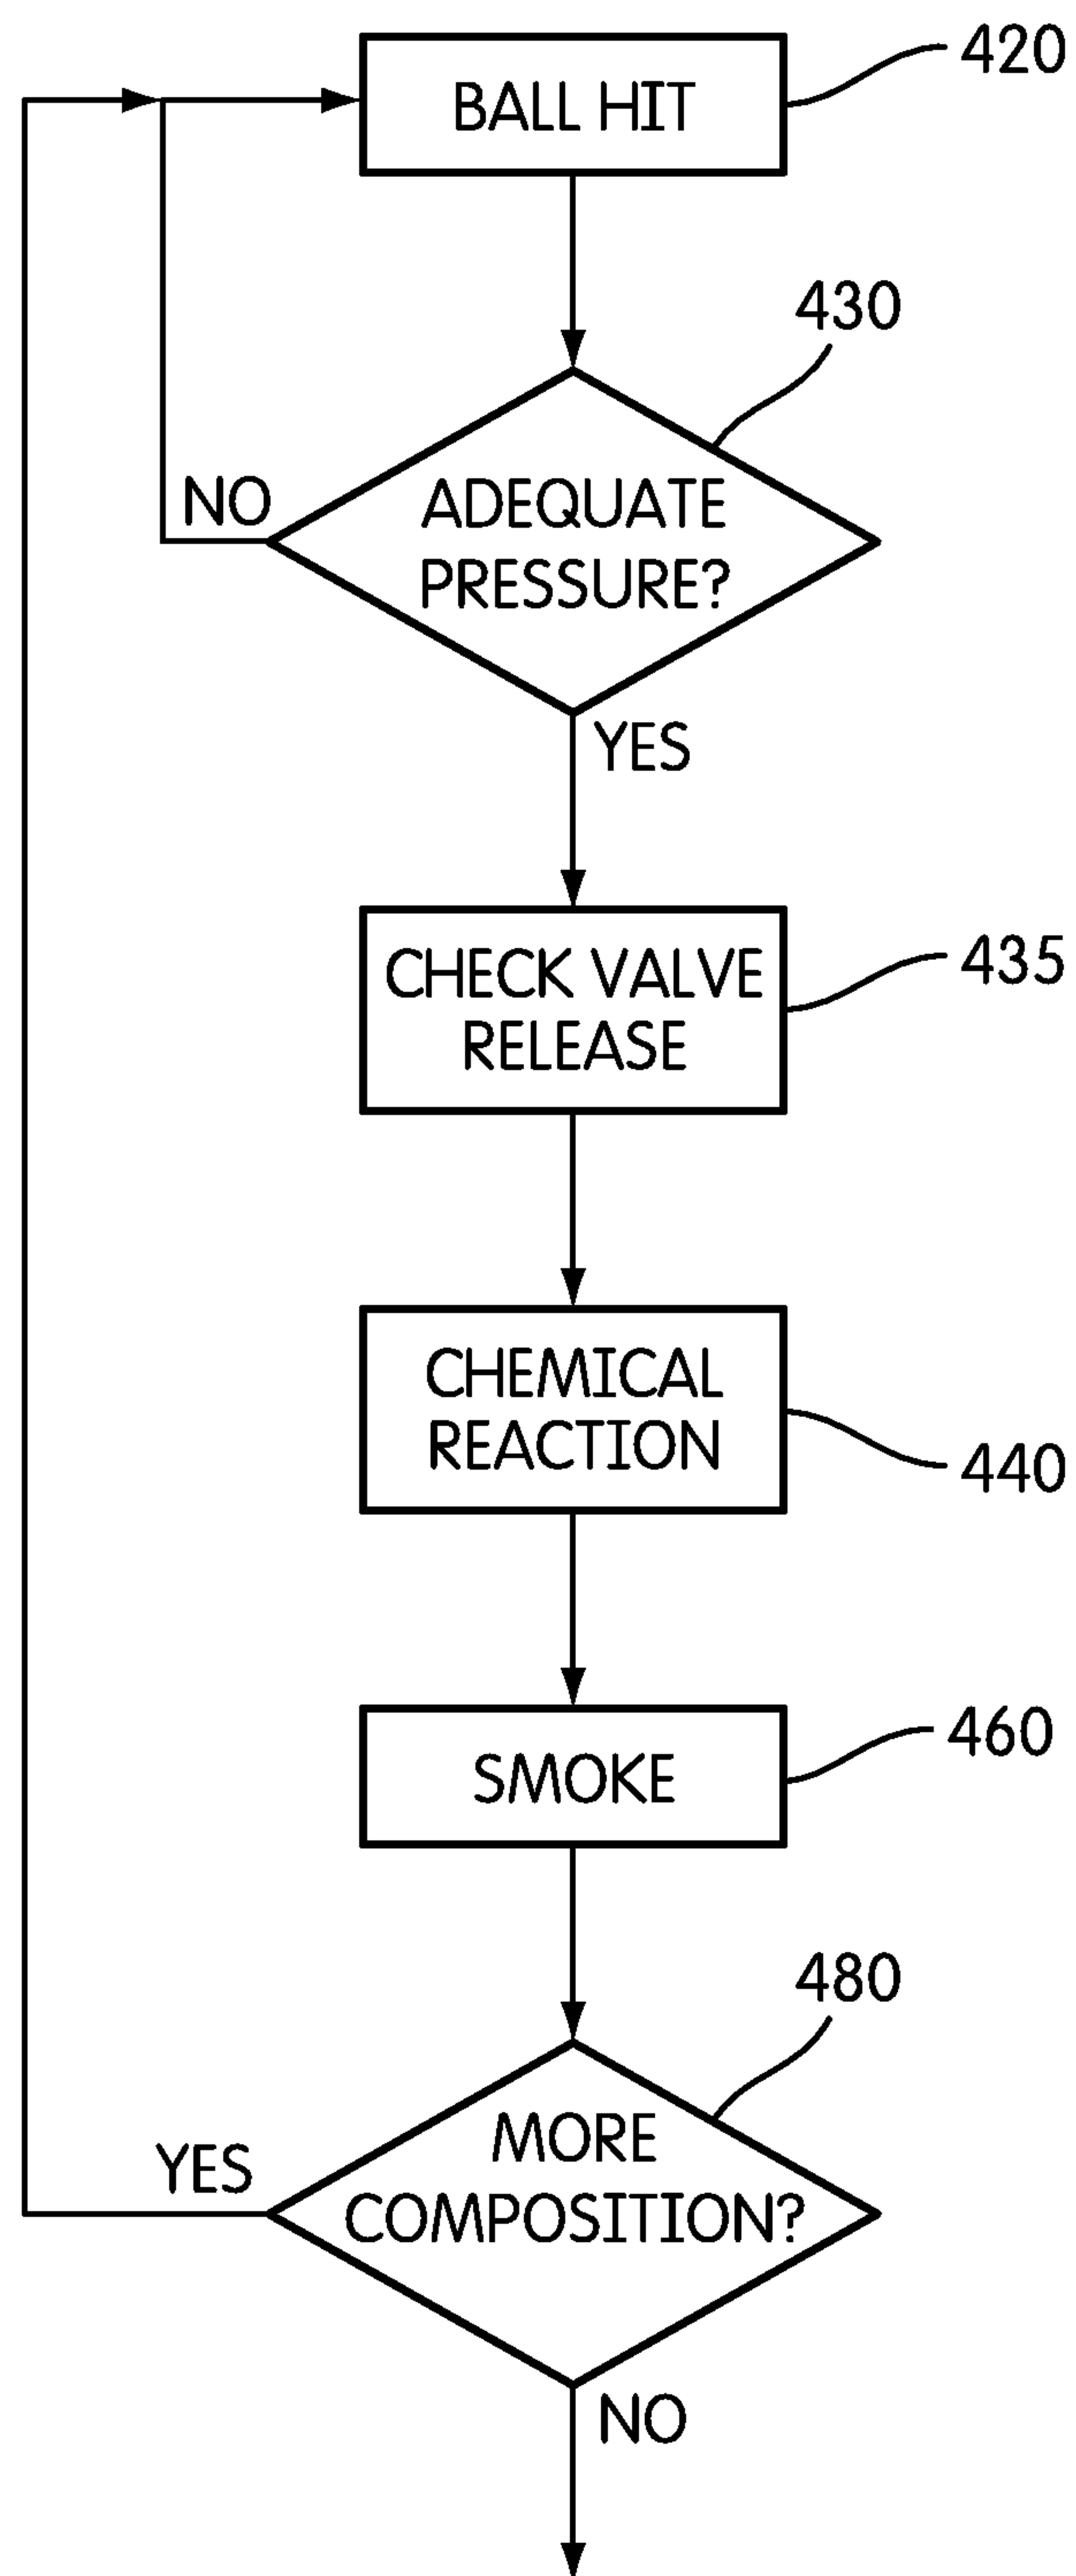 BALL HIT
420
430
ADEQUATE
PRESSURE?
NO
YES
CHECK VALVE
RELEASE
435
CHEMICAL
REACTION
440
SMOKE
460
480
MORE
COMPOSITION?
YES
NO